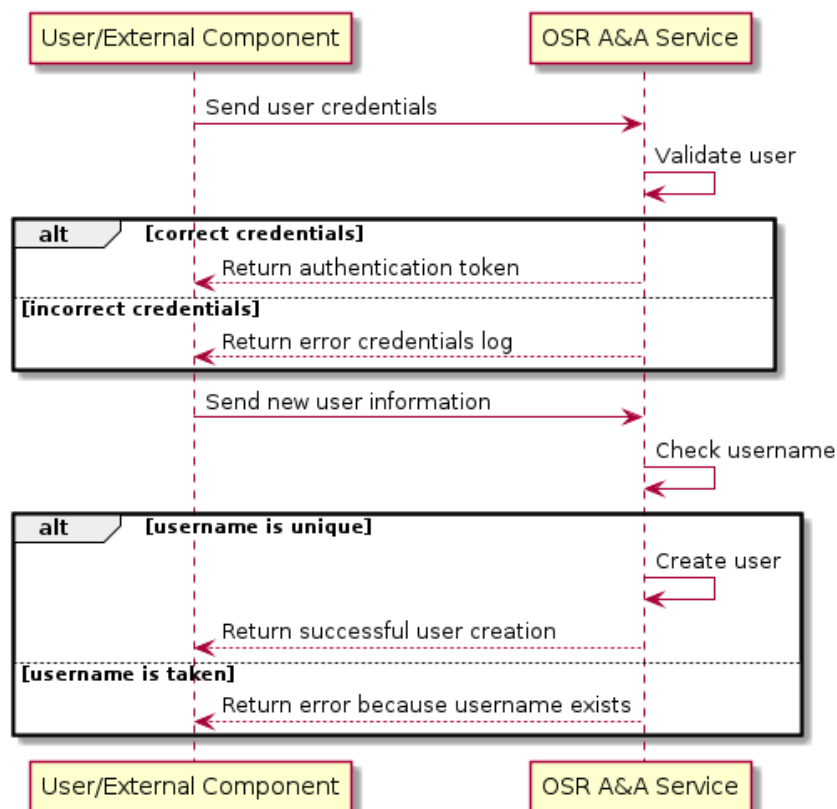 User/External Component
OSR A&A Service
Send user credentials
Validate user
alt
[correct credentials]
Return authentication token
[incorrect credentials]
Return error credentials log
Send new user information
Check username
alt
[username is unique]
Create user
Return successful user creation
[username is taken]
Return error because username exists
User/External Component
OSR A&A Service